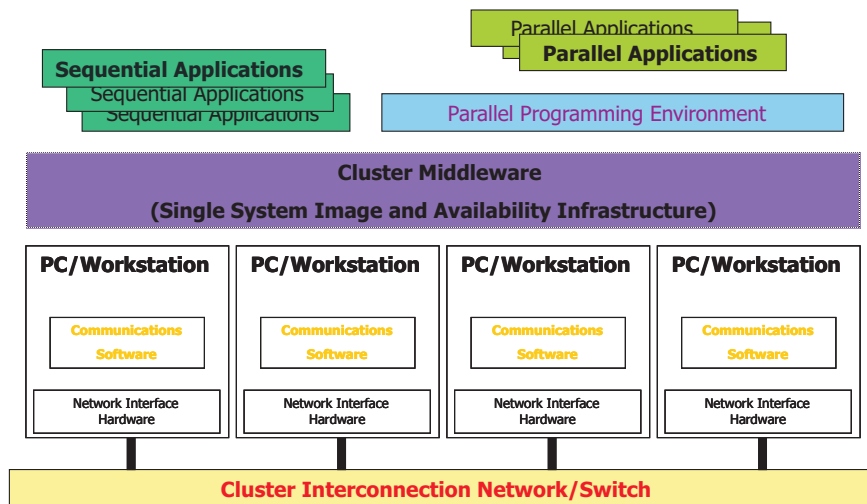 Parallel Applications
Parallel Applications
Sequential Applications
Sequential Applications
Sequential Applications
Parallel Programming Environment
Cluster Middleware
(Single System Image and Availability Infrastructure)
PC/Workstation
PC/Workstation
PC/Workstation
PC/Workstation
Communications
Software
Communications
Software
Communications
Software
Communications
Software
Network Interface
Hardware
Network Interface
Hardware
Network Interface
Hardware
Network Interface
Hardware
Cluster Interconnection Network/Switch